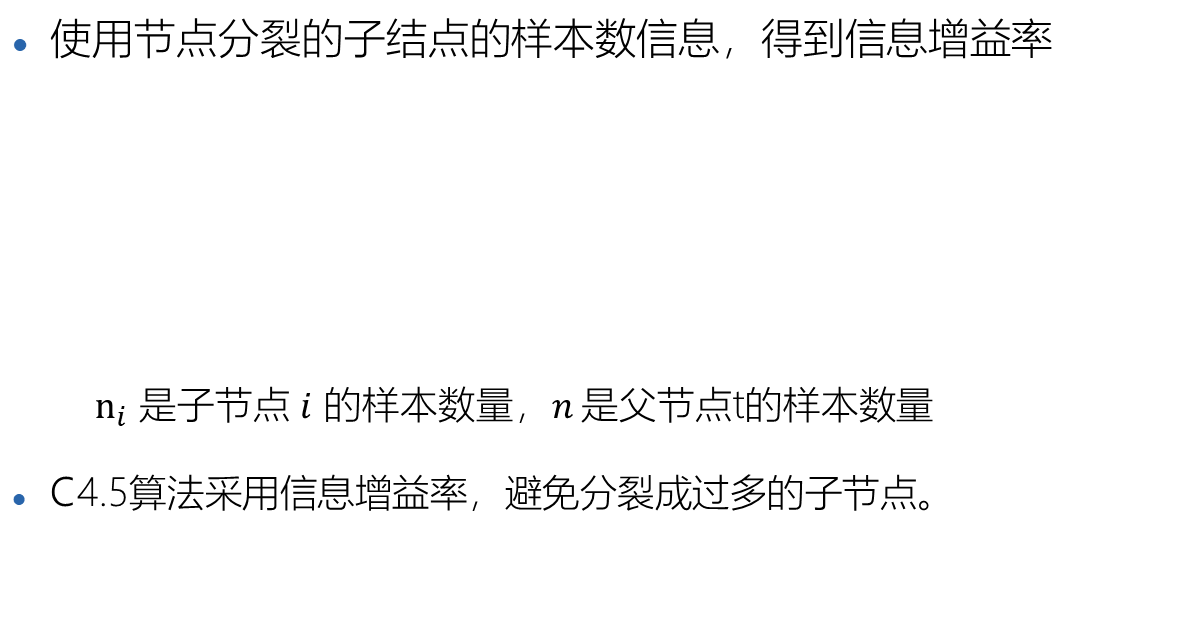 • 使用节点分裂的子结点的样本数信息，得到信息增益率
nᵢ 是子节点 i 的样本数量，n 是父节点t的样本数量
• C4.5算法采用信息增益率，避免分裂成过多的子节点。